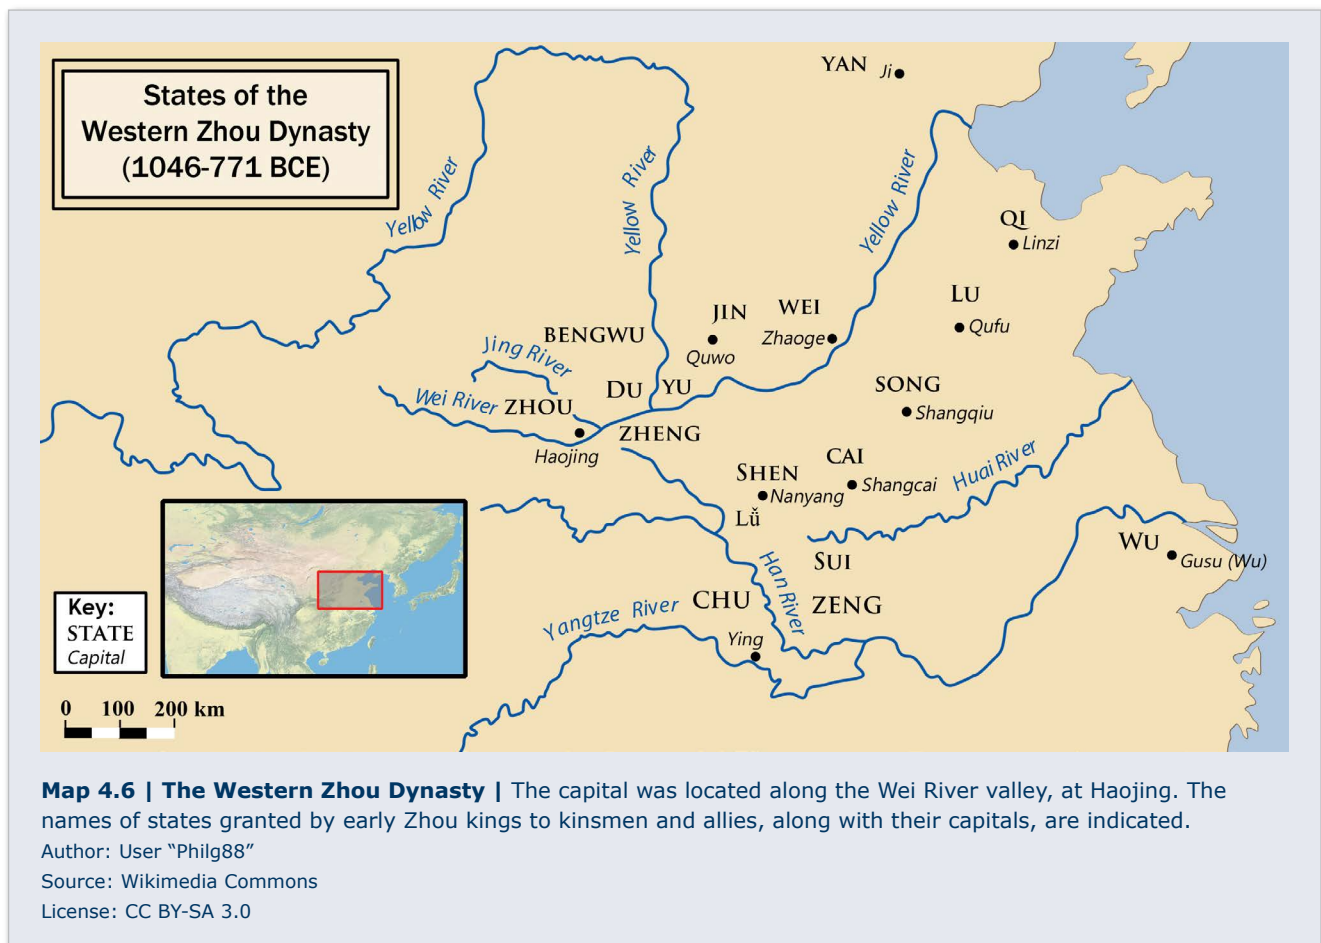 States of the
Western Zhou Dynasty
(1046-771 BCE)
YAN
Ji
Yellow River
Yellow River
Yellow River
QI
Linzi
LU
Qufu
JIN
Quwo
WEI
Zhaoge
BENGWU
Jing River
DU
YU
Wei River
ZHOU
Haojing
ZHENG
SONG
Shangqiu
CAI
Shangcai
SHEN
Nanyang
Lǚ
Huai River
SUI
WU
Gusu (Wu)
Han River
CHU
ZENG
Yangtze River
Ying
Key:
STATE
Capital
0 100 200 km
Map 4.6 | The Western Zhou Dynasty | The capital was located along the Wei River valley, at Haojing. The
names of states granted by early Zhou kings to kinsmen and allies, along with their capitals, are indicated.
Author: User “Philg88”
Source: Wikimedia Commons
License: CC BY-SA 3.0